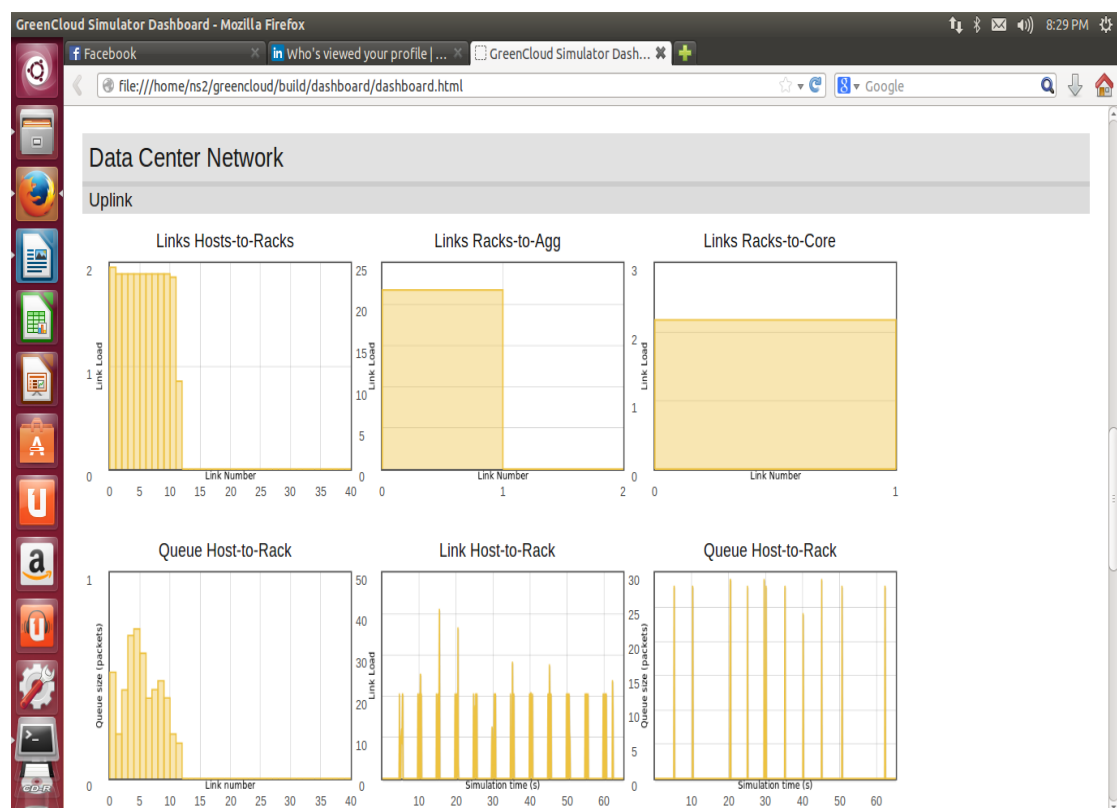 GreenCloud Simulator Dashboard - Mozilla Firefox
8:29 PM
Facebook
Who's viewed your profile | ...
GreenCloud Simulator Dash...
file:///home/ns2/greencloud/build/dashboard/dashboard.html
Google
Data Center Network
Uplink
Links Hosts-to-Racks
Links Racks-to-Agg
Links Racks-to-Core
2
1
0
Link Load
Link Number
0 5 10 15 20 25 30 35 40
25
20
15
10
5
0
Link Load
Link Number
0 1 2
3
2
1
0
Link Load
Link Number
0 1
Queue Host-to-Rack
Link Host-to-Rack
Queue Host-to-Rack
1
0
Queue size (packets)
Link number
0 5 10 15 20 25 30 35 40
50
40
30
20
10
0
Link Load
Simulation time (s)
10 20 30 40 50 60
30
25
20
15
10
5
0
Queue size (packets)
Simulation time (s)
10 20 30 40 50 60
CD-R